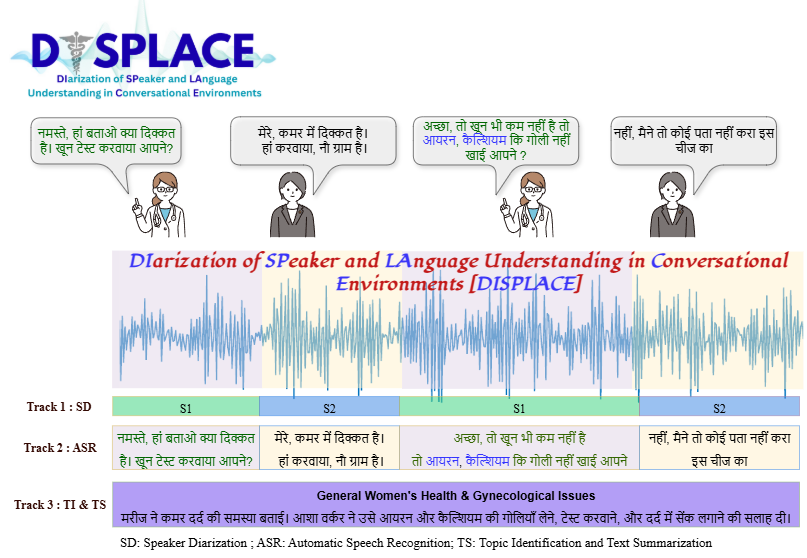 DISPLACE
DIarization of SPeaker and LAnguage
Understanding in Conversational Environments
नमस्ते, हां बताओ क्या दिक्कत
है। खून टेस्ट करवाया आपने?
मेरे, कमर में दिक्कत है।
हां करवाया, नौ ग्राम है।
अच्छा, तो खून भी कम नहीं है तो
आयरन, कैल्शियम कि गोली नहीं
खाई आपने ?
नहीं, मैने तो कोई पता नहीं करा इस
चीज का
DIarization of SPeaker and LAnguage Understanding in Conversational
Environments [DISPLACE]
Track 1 : SD
S1
S2
S1
S2
Track 2 : ASR
नमस्ते, हां बताओ क्या दिक्कत
है। खून टेस्ट करवाया आपने?
मेरे, कमर में दिक्कत है।
हां करवाया, नौ ग्राम है।
अच्छा, तो खून भी कम नहीं है
तो आयरन, कैल्शियम कि गोली नहीं खाई आपने
नहीं, मैने तो कोई पता नहीं करा
इस चीज का
Track 3 : TI & TS
General Women's Health & Gynecological Issues
मरीज ने कमर दर्द की समस्या बताई। आशा वर्कर ने उसे आयरन और कैल्शियम की गोलियाँ लेने, टेस्ट करवाने, और दर्द में सेंक लगाने की सलाह दी।
SD: Speaker Diarization ; ASR: Automatic Speech Recognition; TS: Topic Identification and Text Summarization